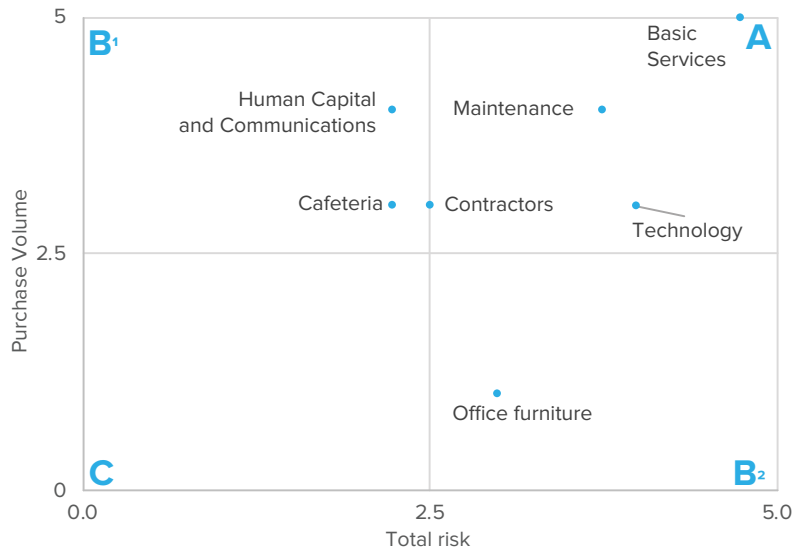 5
B1
A
Basic
Services
Human Capital
and Communications
Maintenance
Cafeteria
Contractors
Technology
2.5
Purchase Volume
Office furniture
C
B2
0
0.0
2.5
5.0
Total risk